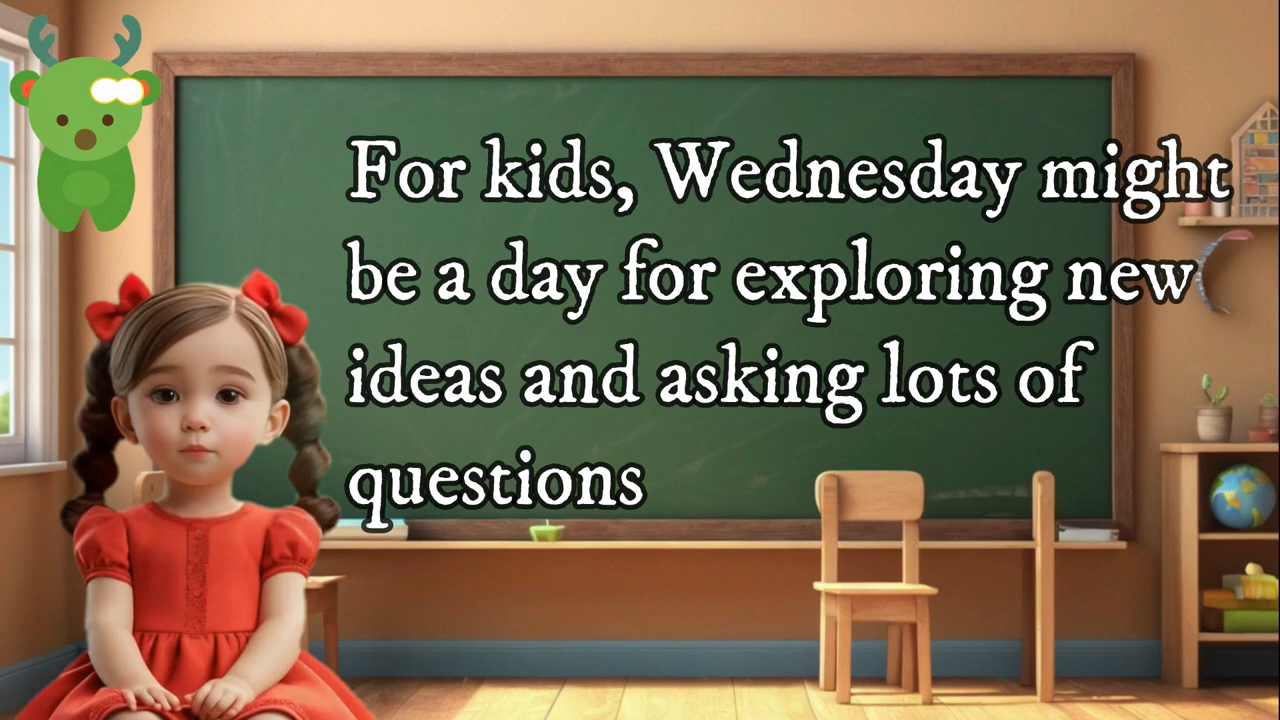 For kids, Wednesday might
be a day for exploring new
ideas and asking lots of
questions